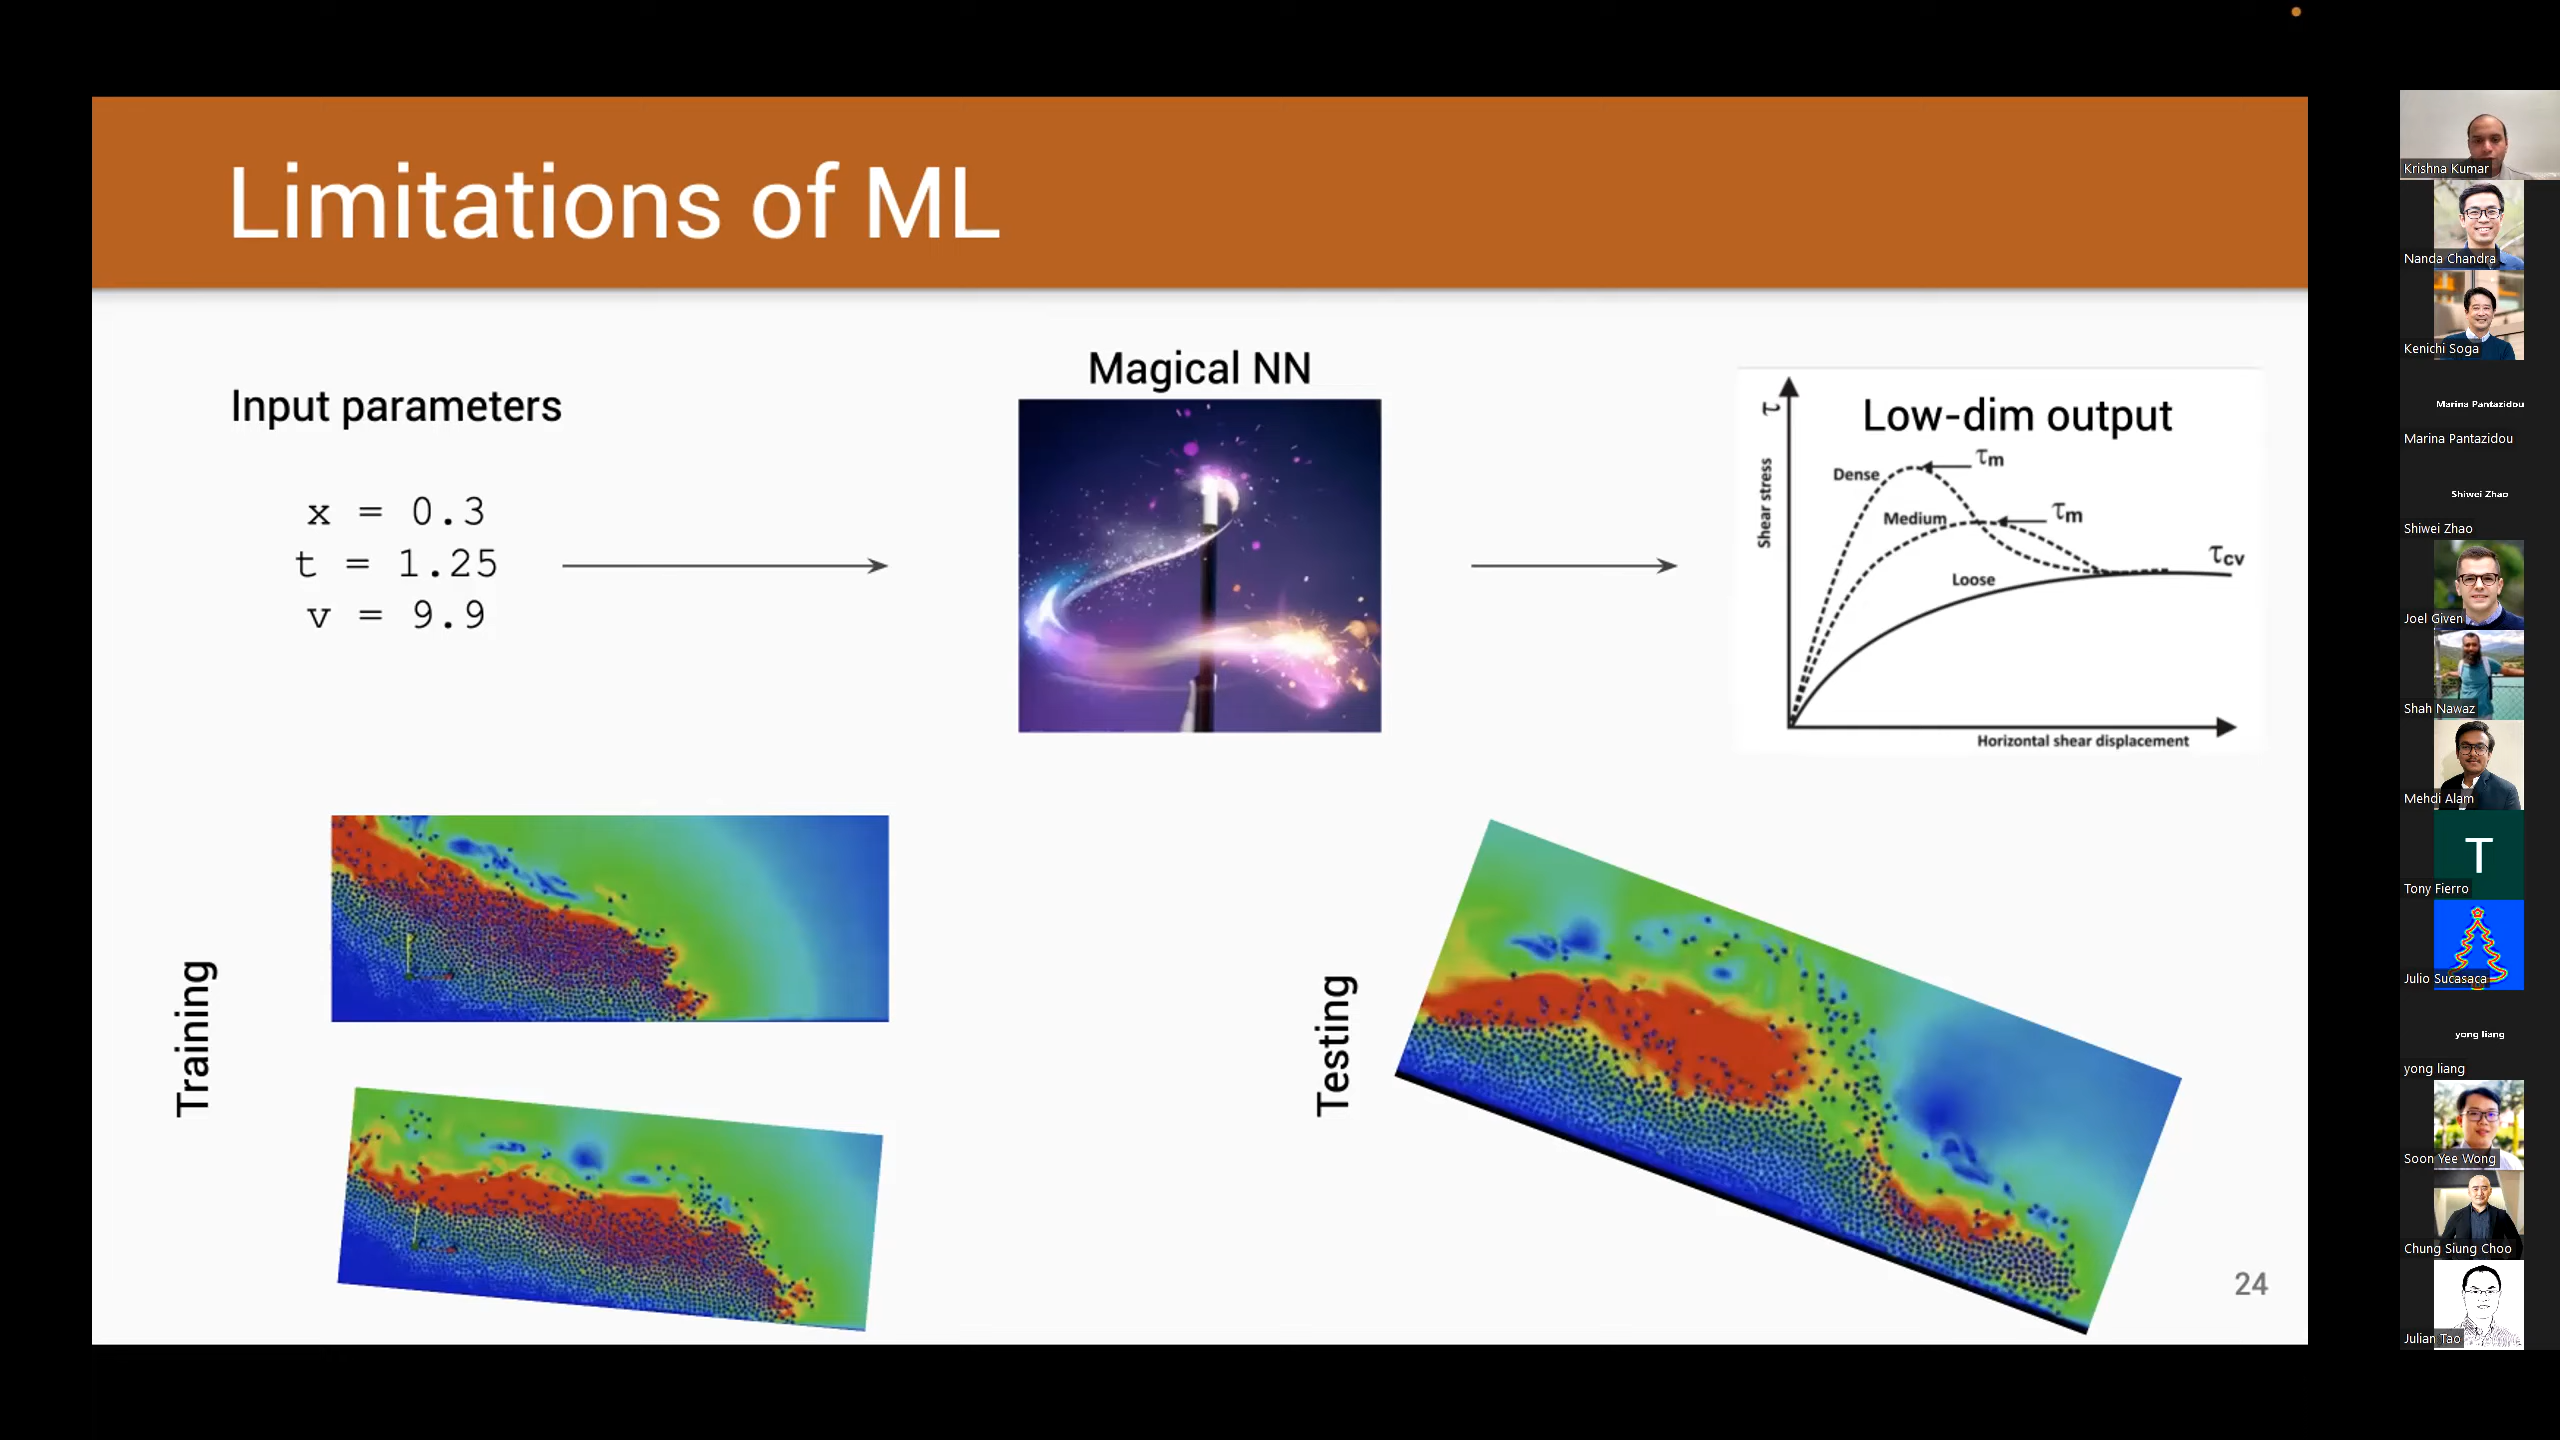 Limitations of ML
Input parameters
x = 0.3
t = 1.25
v = 9.9
Magical NN
Low-dim output
τ
Shear stress
Dense
τm
Medium
τm
Loose
τcv
Horizontal shear displacement
Training
Testing
24
Krishna Kumar
Nanda Chandra
Kenichi Soga
Marina Pantazidou
Marina Pantazidou
Shiwei Zhao
Shiwei Zhao
Joel Given
Shah Nawaz
Mehdi Alam
T
Tony Fierro
Julio Sucasaca
yong liang
yong liang
Soon Yee Wong
Chung Siung Choo
Julian Tao